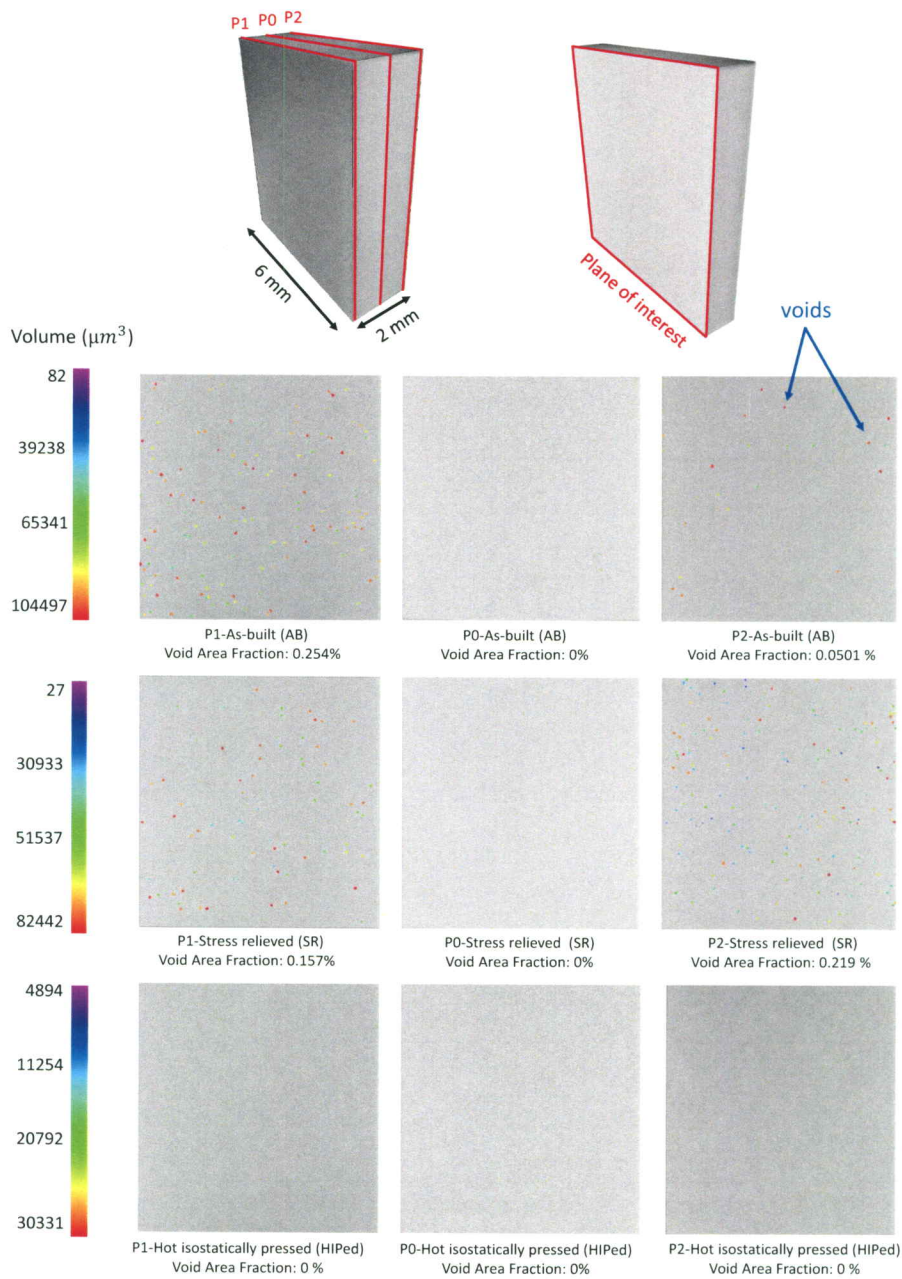 P1 P0 P2
6 mm
2 mm
Plane of interest
voids
Volume (μm³)
82
39238
65341
104497
P1-As-built (AB)
Void Area Fraction: 0.254%
P0-As-built (AB)
Void Area Fraction: 0%
P2-As-built (AB)
Void Area Fraction: 0.0501 %
27
30933
51537
82442
P1-Stress relieved (SR)
Void Area Fraction: 0.157%
P0-Stress relieved (SR)
Void Area Fraction: 0%
P2-Stress relieved (SR)
Void Area Fraction: 0.219 %
4894
11254
20792
30331
P1-Hot isostatically pressed (HIPed)
Void Area Fraction: 0 %
P0-Hot isostatically pressed (HIPed)
Void Area Fraction: 0%
P2-Hot isostatically pressed (HIPed)
Void Area Fraction: 0 %